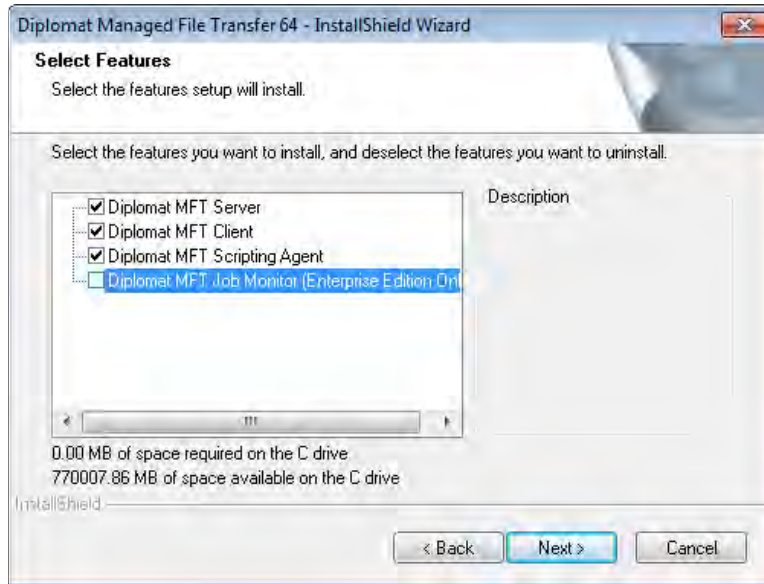 Diplomat Managed File Transfer 64 - InstallShield Wizard
Select Features
Select the features setup will install.
Select the features you want to install, and deselect the features you want to uninstall.
Diplomat MFT Server
Diplomat MFT Client
Diplomat MFT Scripting Agent
Diplomat MFT Job Monitor (Enterprise Edition Onl
Description
0.00 MB of space required on the C drive
770007.86 MB of space available on the C drive
InstallShield
< Back
Next >
Cancel